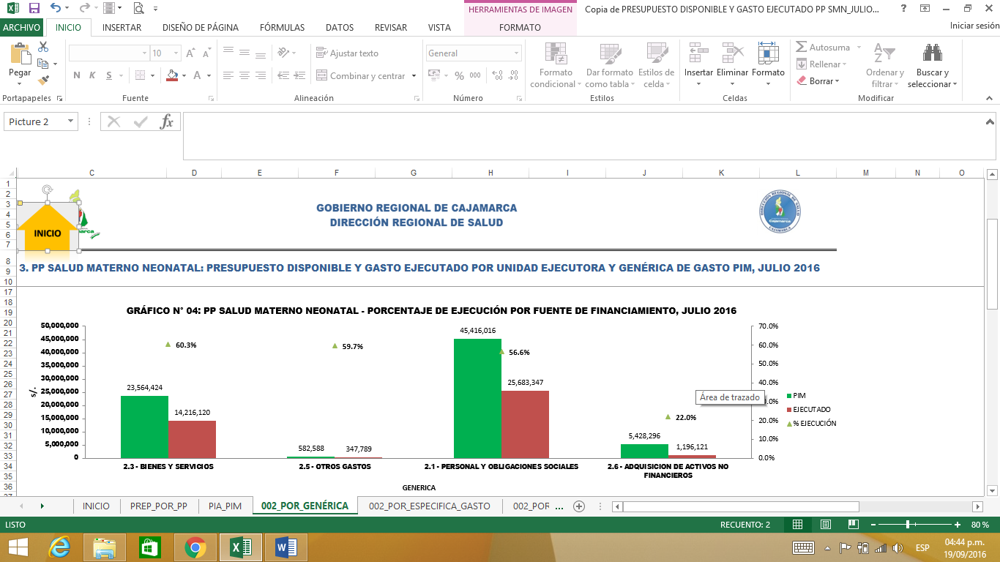 HERRAMIENTAS DE IMAGEN
Copia de PRESUPUESTO DISPONIBLE Y GASTO EJECUTADO PP SMN_JULIO...
?
ARCHIVO INICIO INSERTAR DISEÑO DE PÁGINA FÓRMULAS DATOS REVISAR VISTA FORMATO
Iniciar sesión
Pegar
Portapapeles
10
N K S
Fuente
Ajustar texto
Combinar y centrar
Alineación
General
% 000
Número
Formato condicional
Dar formato como tabla
Estilos de celda
Estilos
Insertar
Eliminar
Formato
Celdas
Autosuma
Rellenar
Borrar
Ordenar y filtrar
Buscar y seleccionar
Modificar
Picture 2
fx
C D E F G H I J K L M N O
1
2
3
4
5
6
7
8
9
10
17
18
19
20
21
22
23
24
25
26
27
28
29
30
31
32
33
34
35
36
INICIO
GOBIERNO REGIONAL DE CAJAMARCA
DIRECCIÓN REGIONAL DE SALUD
3. PP SALUD MATERNO NEONATAL: PRESUPUESTO DISPONIBLE Y GASTO EJECUTADO POR UNIDAD EJECUTORA Y GENÉRICA DE GASTO PIM, JULIO 2016
GRÁFICO N° 04: PP SALUD MATERNO NEONATAL - PORCENTAJE DE EJECUCIÓN POR FUENTE DE FINANCIAMIENTO, JULIO 2016
50,000,000
45,000,000
40,000,000
35,000,000
30,000,000
25,000,000
20,000,000
15,000,000
10,000,000
5,000,000
0
s/.
60.3%
59.7%
56.6%
22.0%
23,564,424
14,216,120
582,588
347,789
45,416,016
25,683,347
5,428,296
1,196,121
70.0%
60.0%
50.0%
40.0%
20.0%
10.0%
0.0%
Área de trazado
PIM
EJECUTADO
% EJECUCIÓN
2.3 - BIENES Y SERVICIOS
2.5 - OTROS GASTOS
2.1 - PERSONAL Y OBLIGACIONES SOCIALES
2.6 - ADQUISICION DE ACTIVOS NO FINANCIEROS
GENERICA
INICIO PREP_POR_PP PIA_PIM 002_POR_GENÉRICA 002_POR_ESPECIFICA_GASTO 002_POR ...
LISTO
RECUENTO: 2
80 %
ESP
04:44 p.m.
19/09/2016